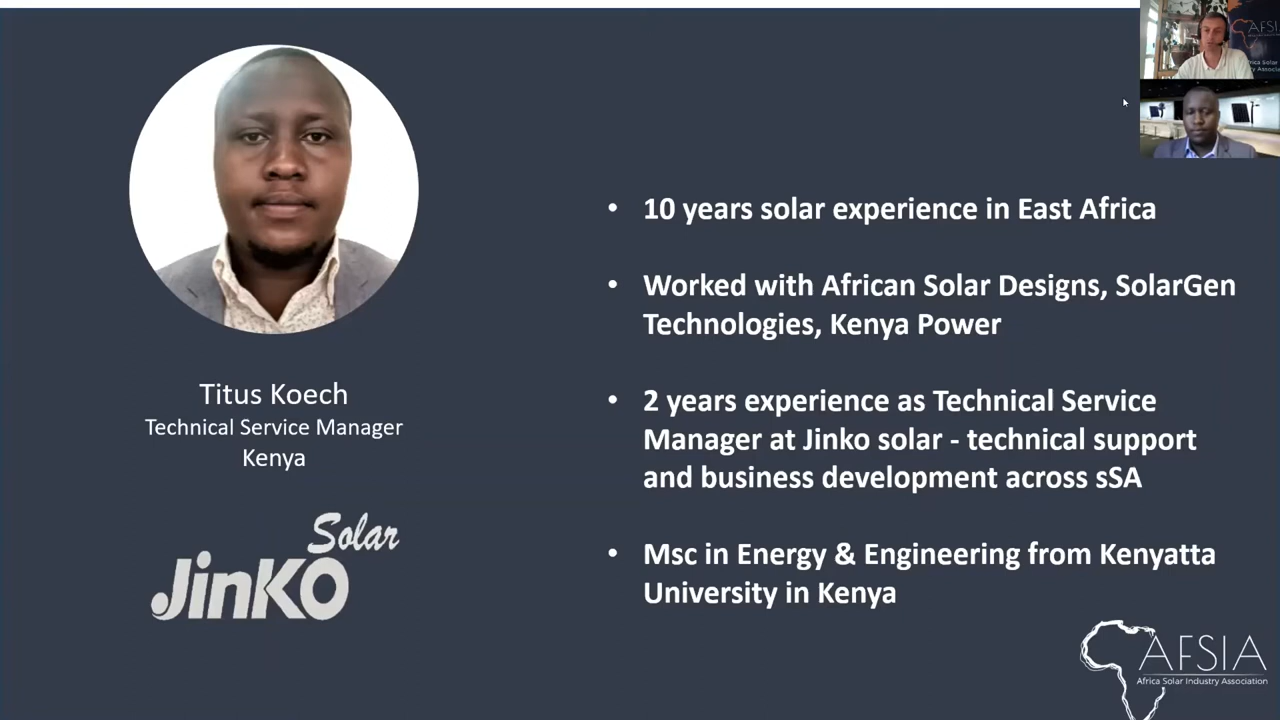 Titus Koech
Technical Service Manager
Kenya
Solar
JinKO
• 10 years solar experience in East Africa
• Worked with African Solar Designs, SolarGen
Technologies, Kenya Power
• 2 years experience as Technical Service
Manager at Jinko solar - technical support
and business development across sSA
• Msc in Energy & Engineering from Kenyatta
University in Kenya
AFSIA
Africa Solar Industry Association